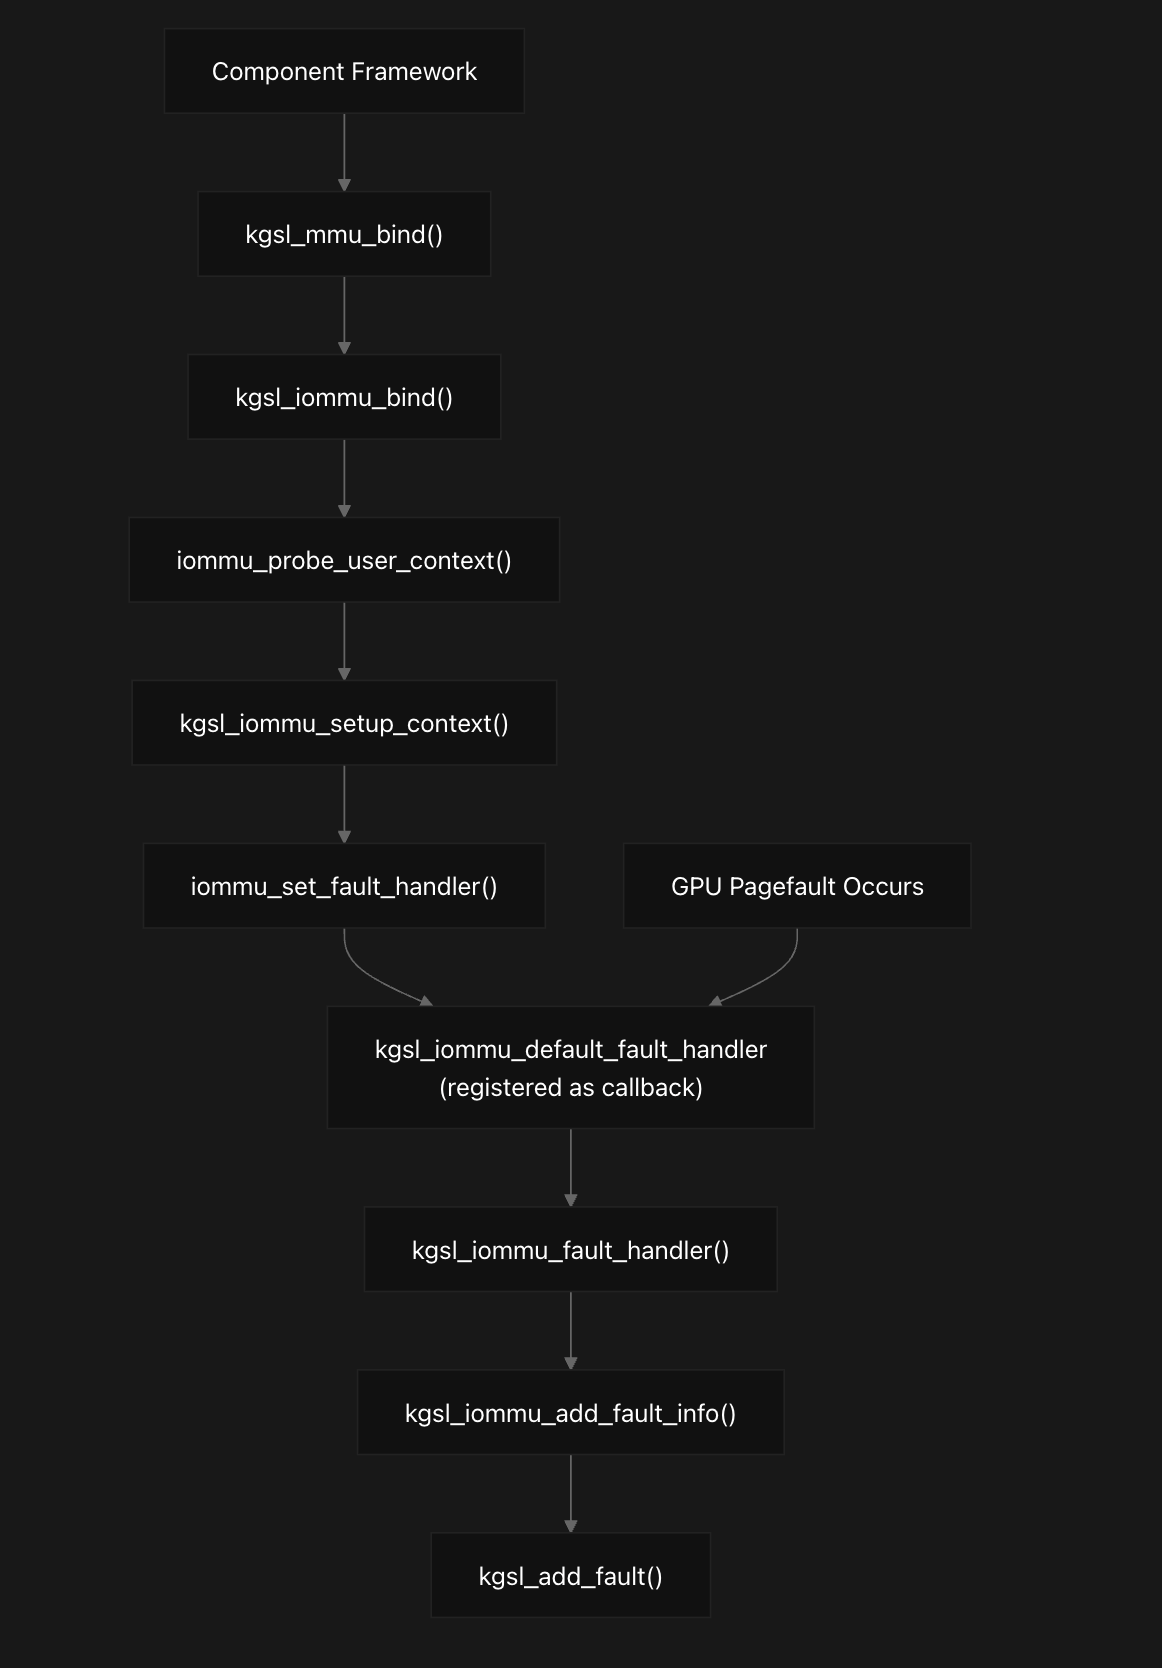 Component Framework
kgsl_mmu_bind()
kgsl_iommu_bind()
iommu_probe_user_context()
kgsl_iommu_setup_context()
iommu_set_fault_handler()
GPU Pagefault Occurs
kgsl_iommu_default_fault_handler
(registered as callback)
kgsl_iommu_fault_handler()
kgsl_iommu_add_fault_info()
kgsl_add_fault()